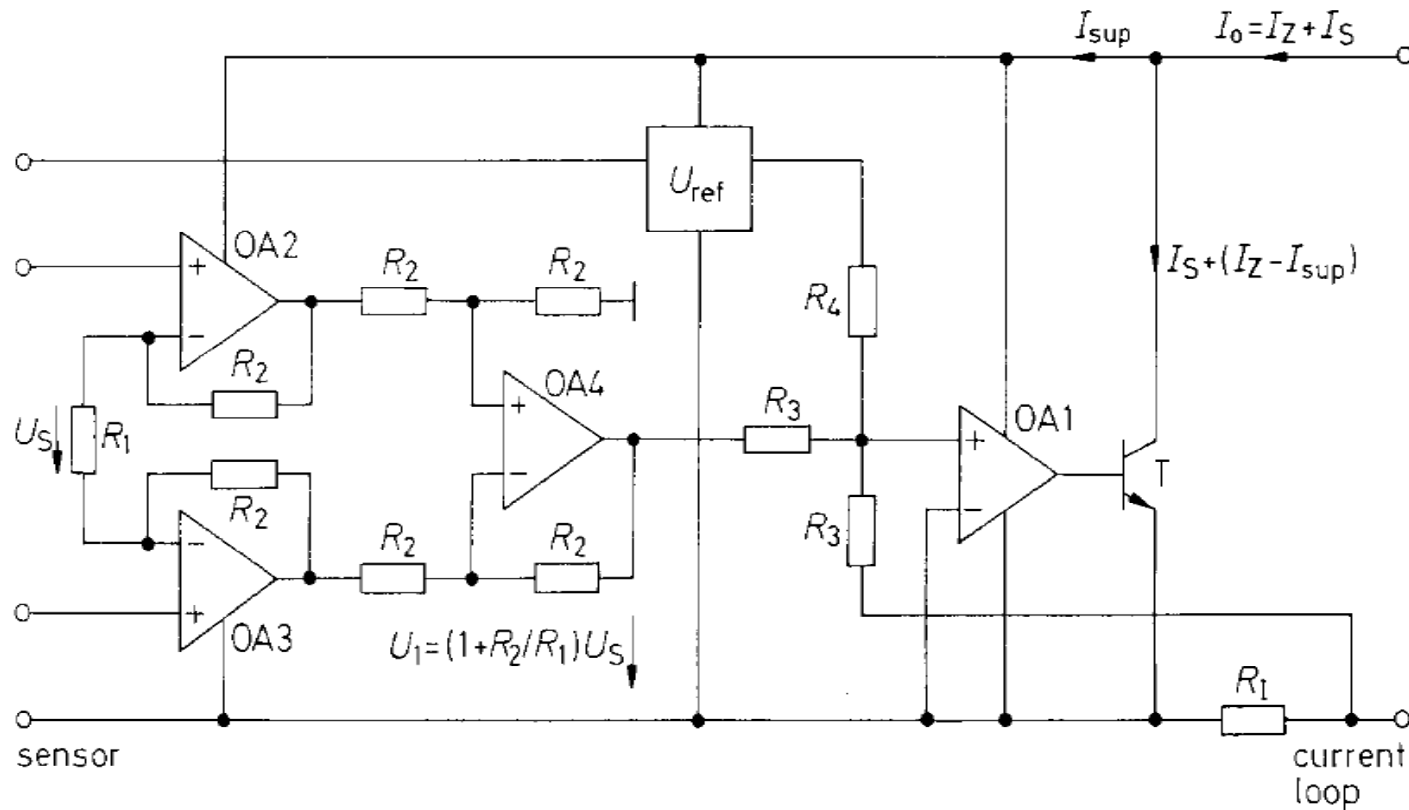 I_sup
I_o=I_Z+I_S
U_ref
OA2
R_2
R_2
I_S+(I_Z-I_sup)
R_4
R_2
OA4
U_S
R_1
R_3
OA1
+
-
T
R_2
R_3
R_2
R_2
OA3
U_1=(1+R_2/R_1)U_S
R_I
sensor
current
loop